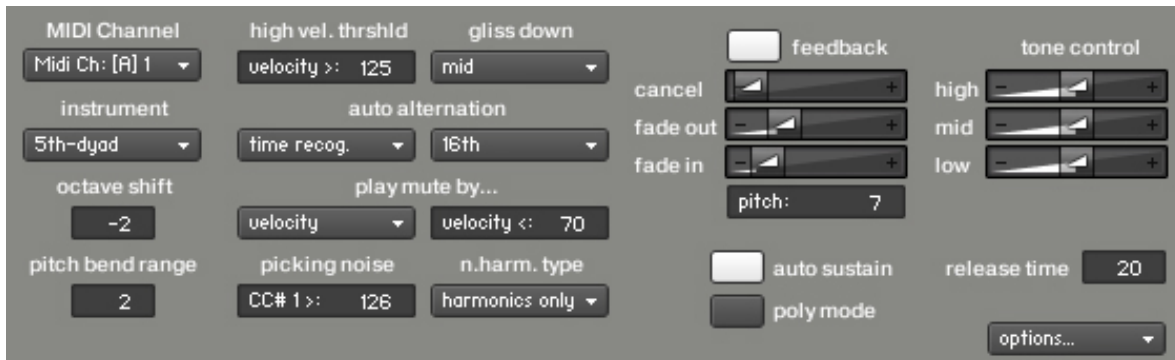 MIDI Channel
Midi Ch: [A] 1
instrument
5th-dyad
octave shift
-2
pitch bend range
2
high vel. thrshld
velocity >: 125
gliss down
mid
auto alternation
time recog.
16th
play mute by...
velocity
velocity <: 70
picking noise
CC# 1 >: 126
n.harm. type
harmonics only
feedback
cancel - +
fade out - +
fade in - +
pitch: 7
auto sustain
poly mode
tone control
high - +
mid - +
low - +
release time 20
options...